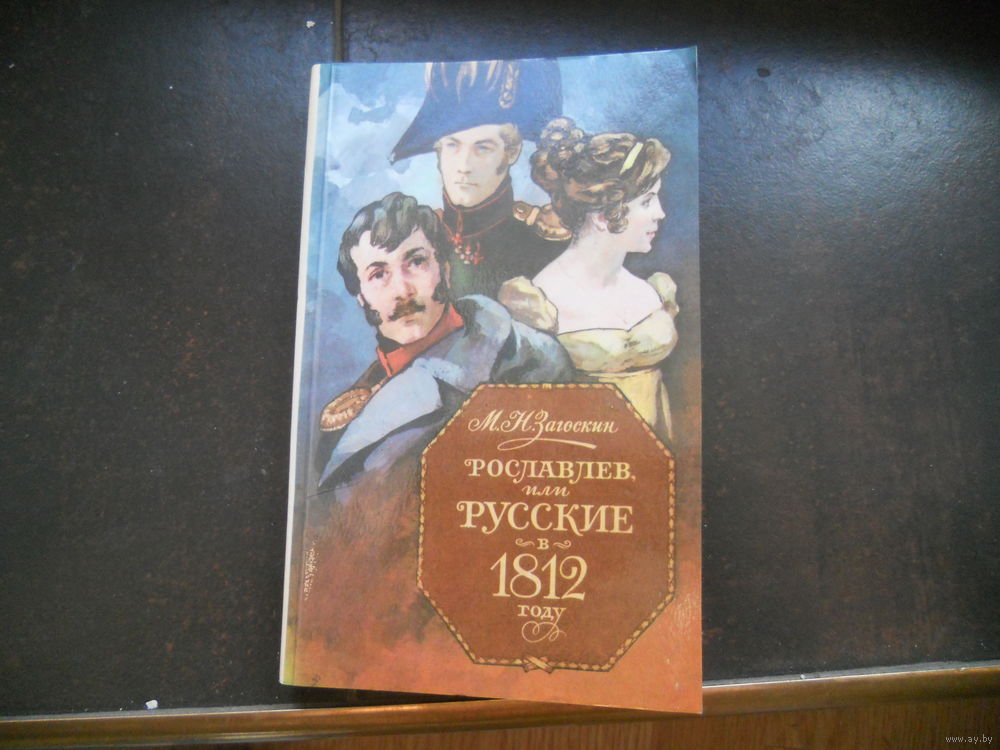 М.Н.Загоскин
РОСЛАВЛЕВ,
или
РУССКИЕ
в
1812
году
www.ay.by